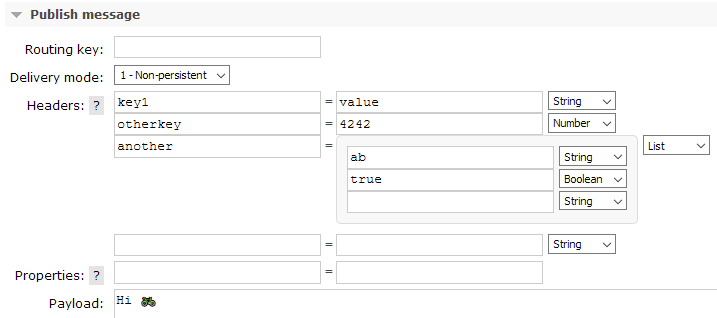 Publish message
Routing key:
Delivery mode: 1 - Non-persistent
Headers: ? key1 = value String
otherkey = 4242 Number
another = List
ab String
true Boolean
String
= String
Properties: ? =
Payload: Hi 🚜